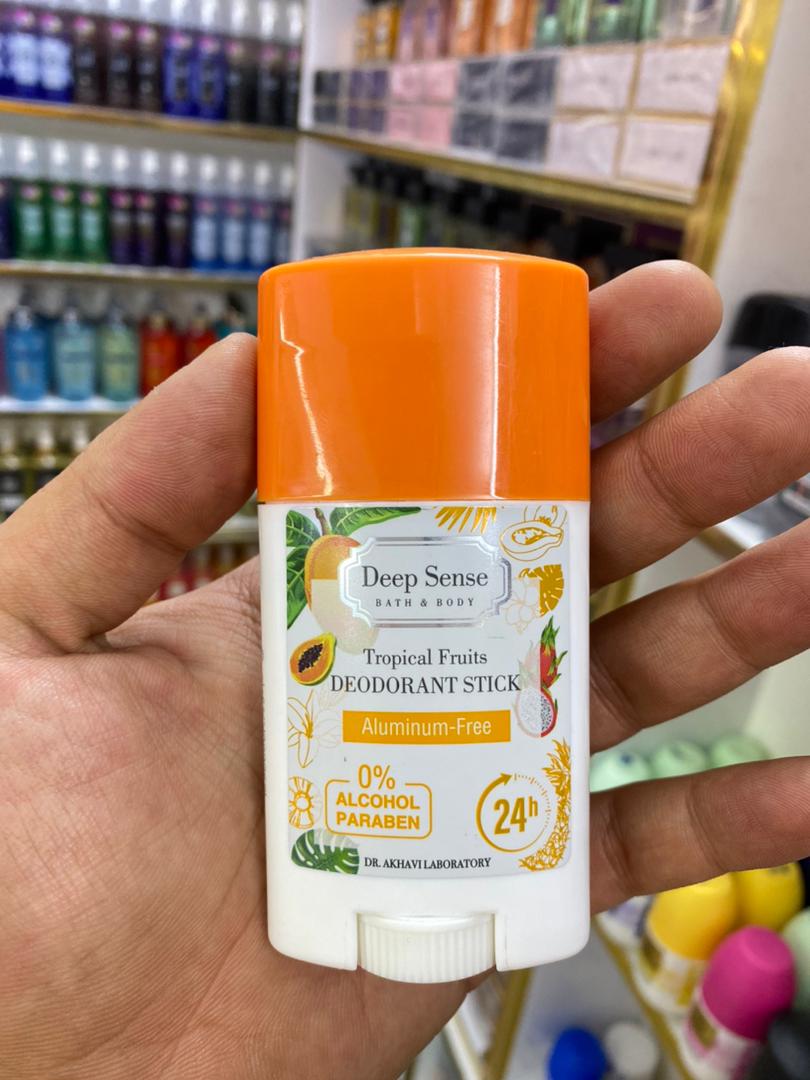 Deep Sense
BATH & BODY
Tropical Fruits
DEODORANT STICK
Aluminum-Free
0%
ALCOHOL
PARABEN
24h
DR. AKHAVI LABORATORY